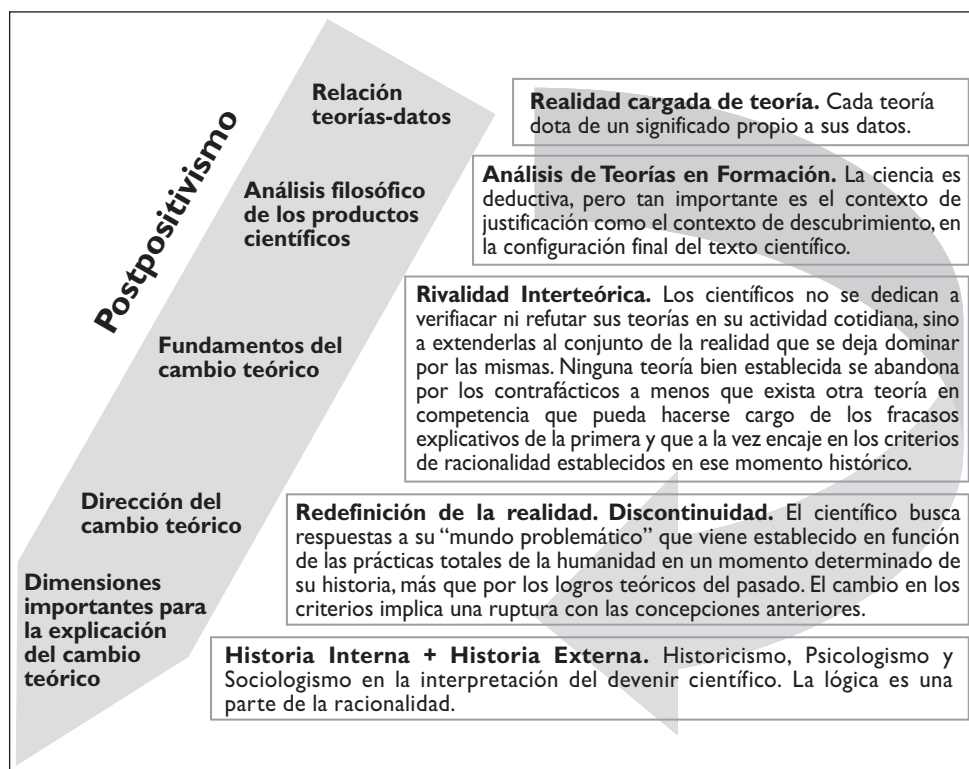 Postpositivismo
Relación
teorías-datos
Realidad cargada de teoría. Cada teoría
dota de un significado propio a sus datos.
Análisis filosófico
de los productos
científicos
Análisis de Teorías en Formación. La ciencia es
deductiva, pero tan importante es el contexto de
justificación como el contexto de descubrimiento, en
la configuración final del texto científico.
Fundamentos del
cambio teórico
Rivalidad Interteórica. Los científicos no se dedican a
verifiacar ni refutar sus teorías en su actividad cotidiana, sino
a extenderlas al conjunto de la realidad que se deja dominar
por las mismas. Ninguna teoría bien establecida se abandona
por los contrafácticos a menos que exista otra teoría en
competencia que pueda hacerse cargo de los fracasos
explicativos de la primera y que a la vez encaje en los criterios
de racionalidad establecidos en ese momento histórico.
Dirección del
cambio teórico
Redefinición de la realidad. Discontinuidad. El científico busca
respuestas a su “mundo problemático” que viene establecido en función
de las prácticas totales de la humanidad en un momento determinado de
su historia, más que por los logros teóricos del pasado. El cambio en los
criterios implica una ruptura con las concepciones anteriores.
Dimensiones
importantes para
la explicación
del cambio
teórico
Historia Interna + Historia Externa. Historicismo, Psicologismo y
Sociologismo en la interpretación del devenir científico. La lógica es una
parte de la racionalidad.